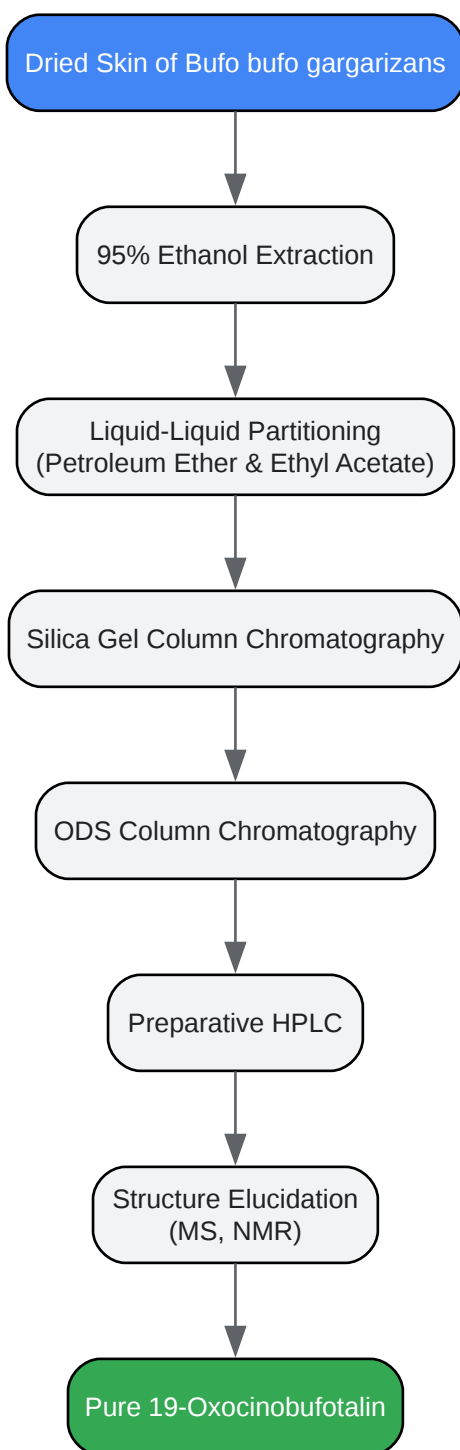 Dried Skin of Bufo bufo gargarizans
95% Ethanol Extraction
Liquid-Liquid Partitioning
(Petroleum Ether & Ethyl Acetate)
Silica Gel Column Chromatography
ODS Column Chromatography
Preparative HPLC
Structure Elucidation
(MS, NMR)
Pure 19-Oxocinobufotalin